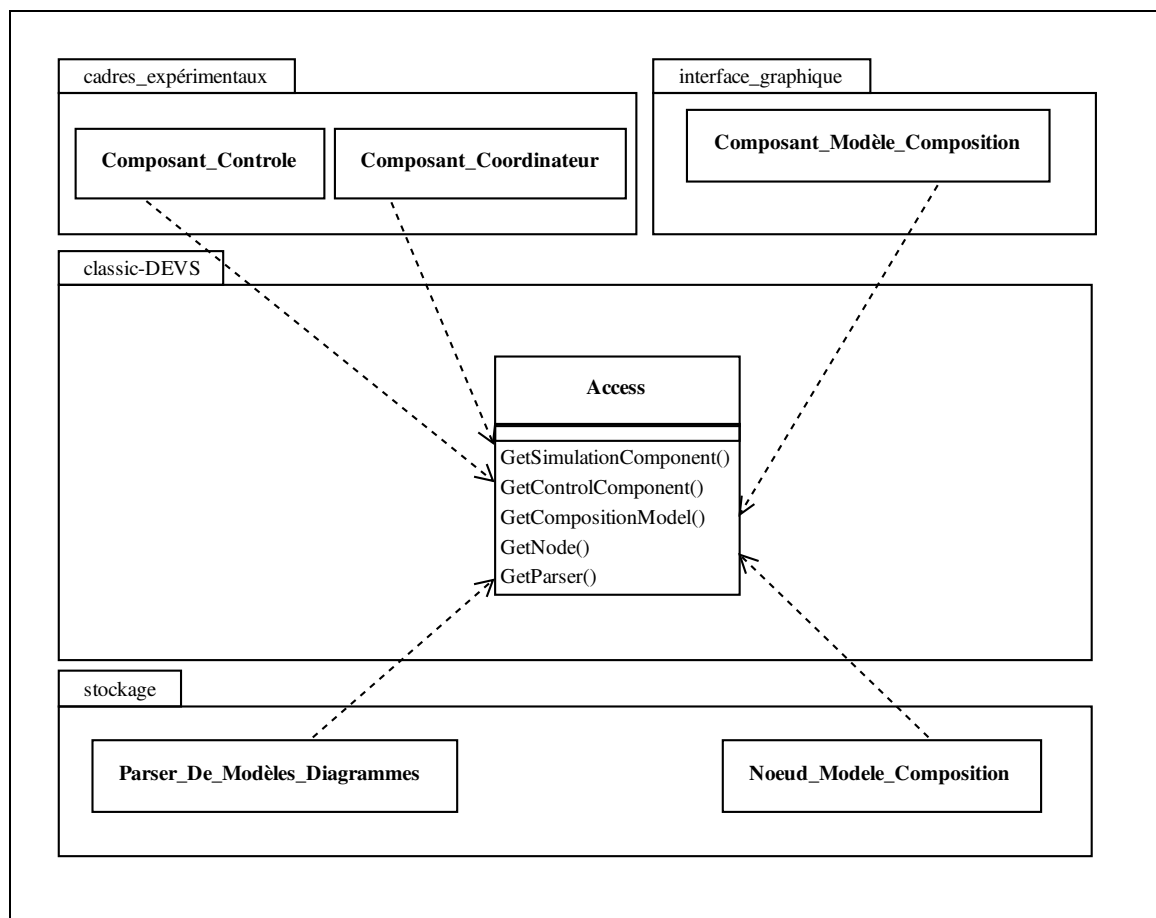 cadres_expérimentaux
interface_graphique
Composant_Controle
Composant_Coordinateur
Composant_Modèle_Composition
classic-DEVS
Access
GetSimulationComponent()
GetControlComponent()
GetCompositionModel()
GetNode()
GetParser()
stockage
Parser_De_Modèles_Diagrammes
Noeud_Modele_Composition